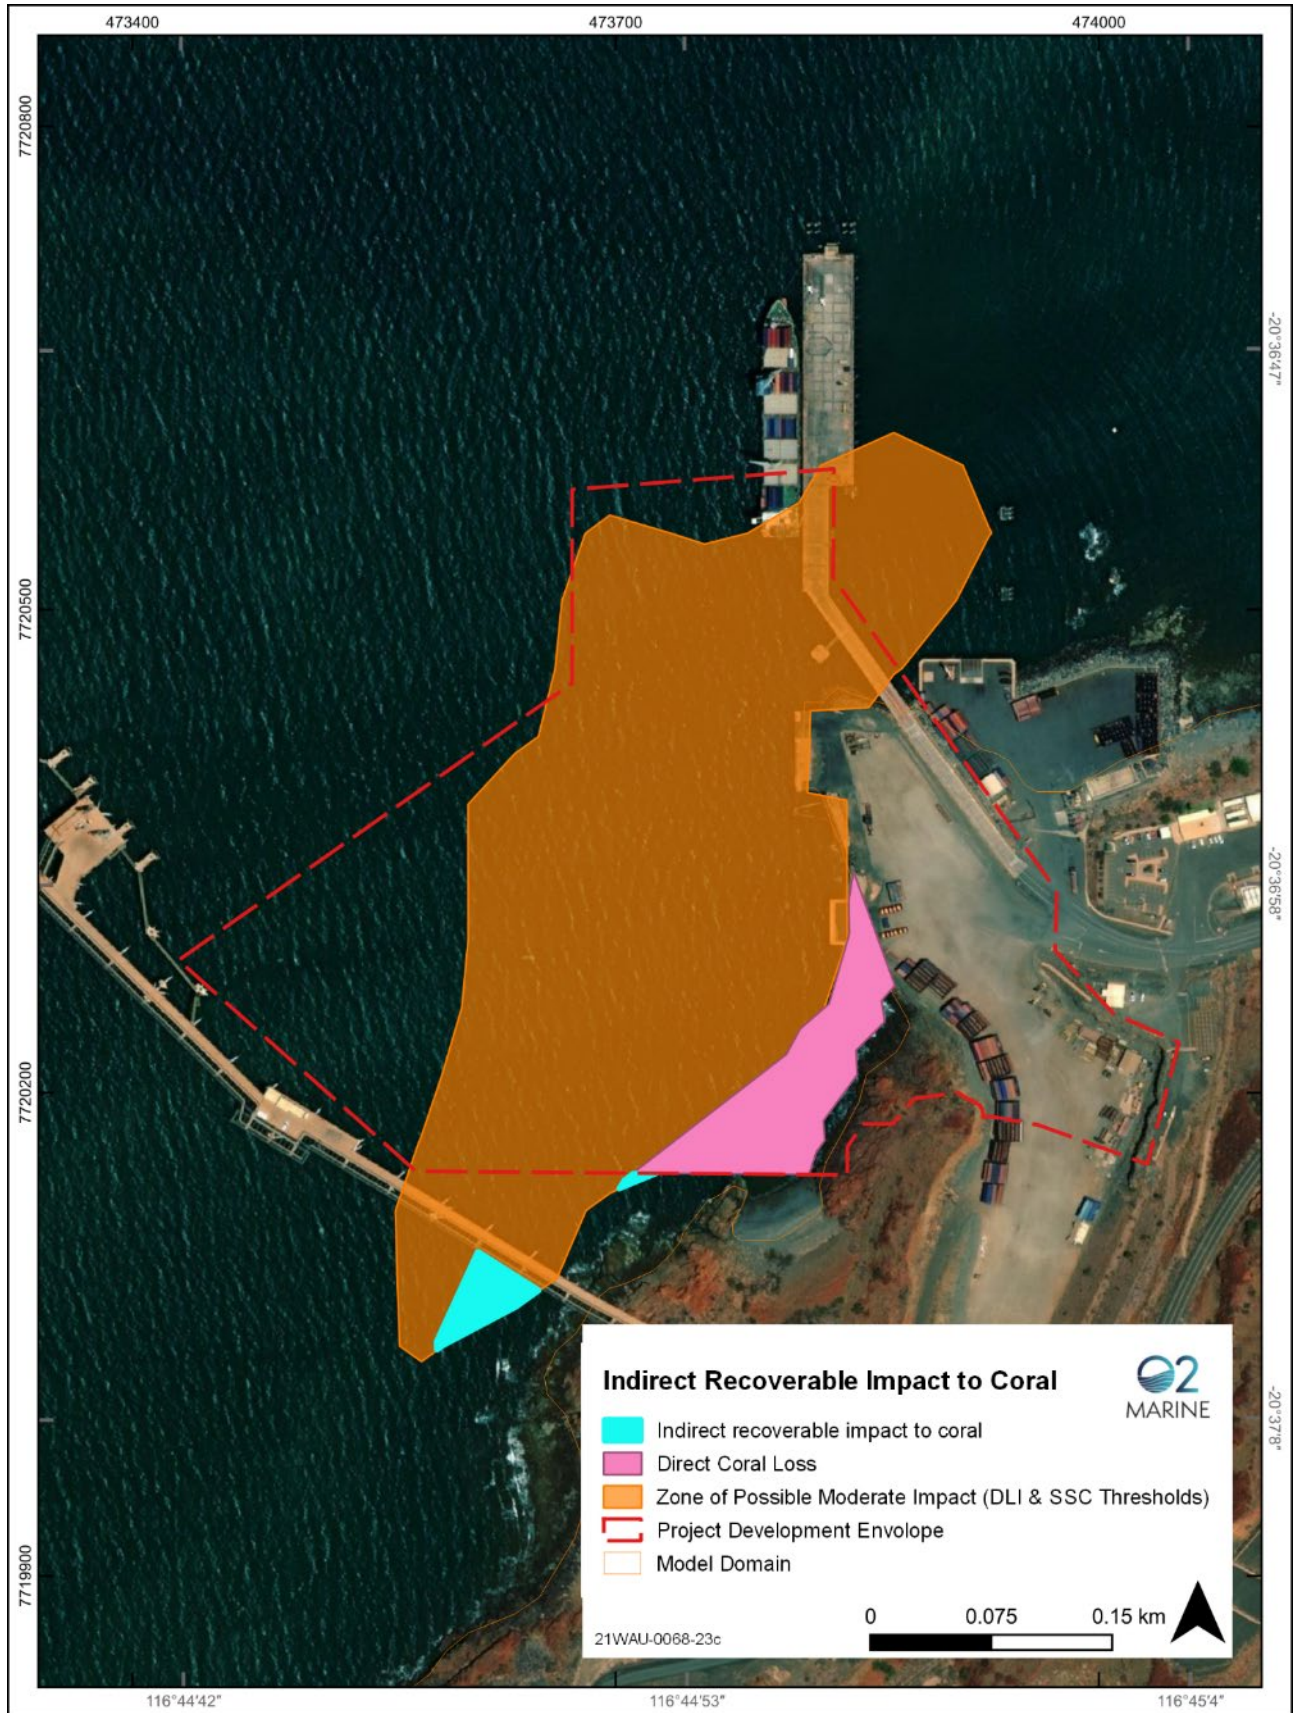 473400 473700 474000
7720800
-20°36'47"
7720500
-20°36'58"
7720200
-20°37'8"
7719900
Indirect Recoverable Impact to Coral
O2
MARINE
Indirect recoverable impact to coral
Direct Coral Loss
Zone of Possible Moderate Impact (DLI & SSC Thresholds)
Project Development Envolope
Model Domain
0 0.075 0.15 km
21WAU-0068-23c
116°44'42" 116°44'53" 116°45'4"